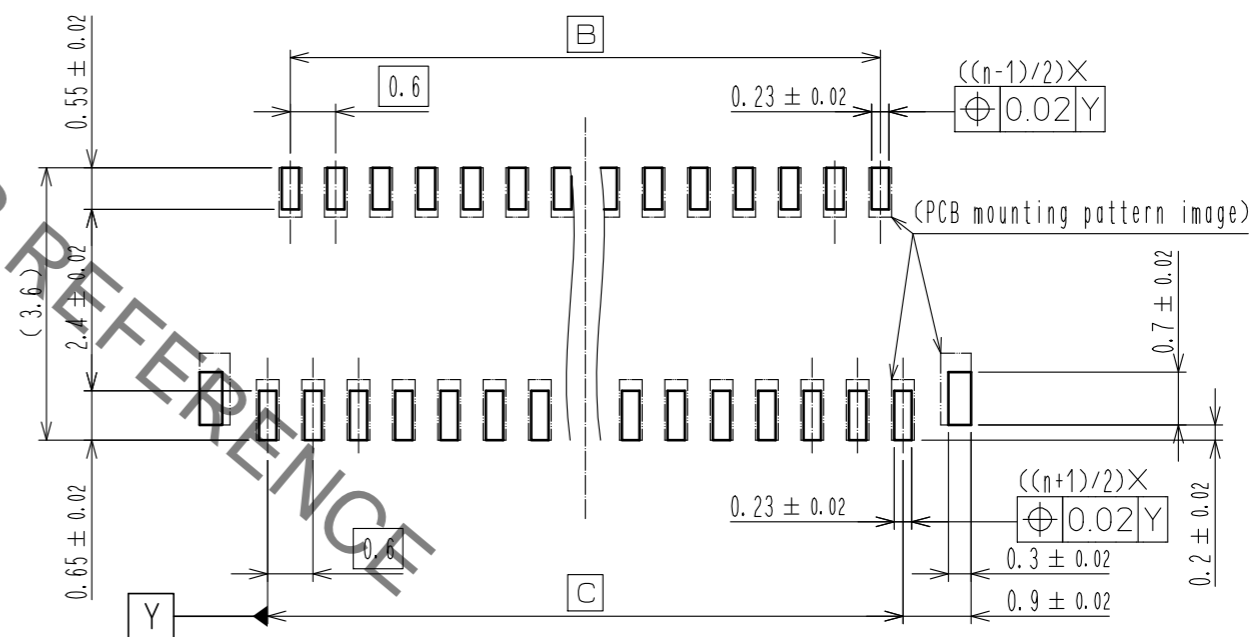 B
0.6
0.23 ± 0.02
((n-1)/2)X
⌖ 0.02 Y
0.55 ± 0.02
(PCB mounting pattern image)
(3.6)
2.4 ± 0.02
0.7 ± 0.02
REFERENCE
0.65 ± 0.02
0.6
0.23 ± 0.02
((n+1)/2)X
⌖ 0.02 Y
0.2 ± 0.02
0.3 ± 0.02
Y
C
0.9 ± 0.02